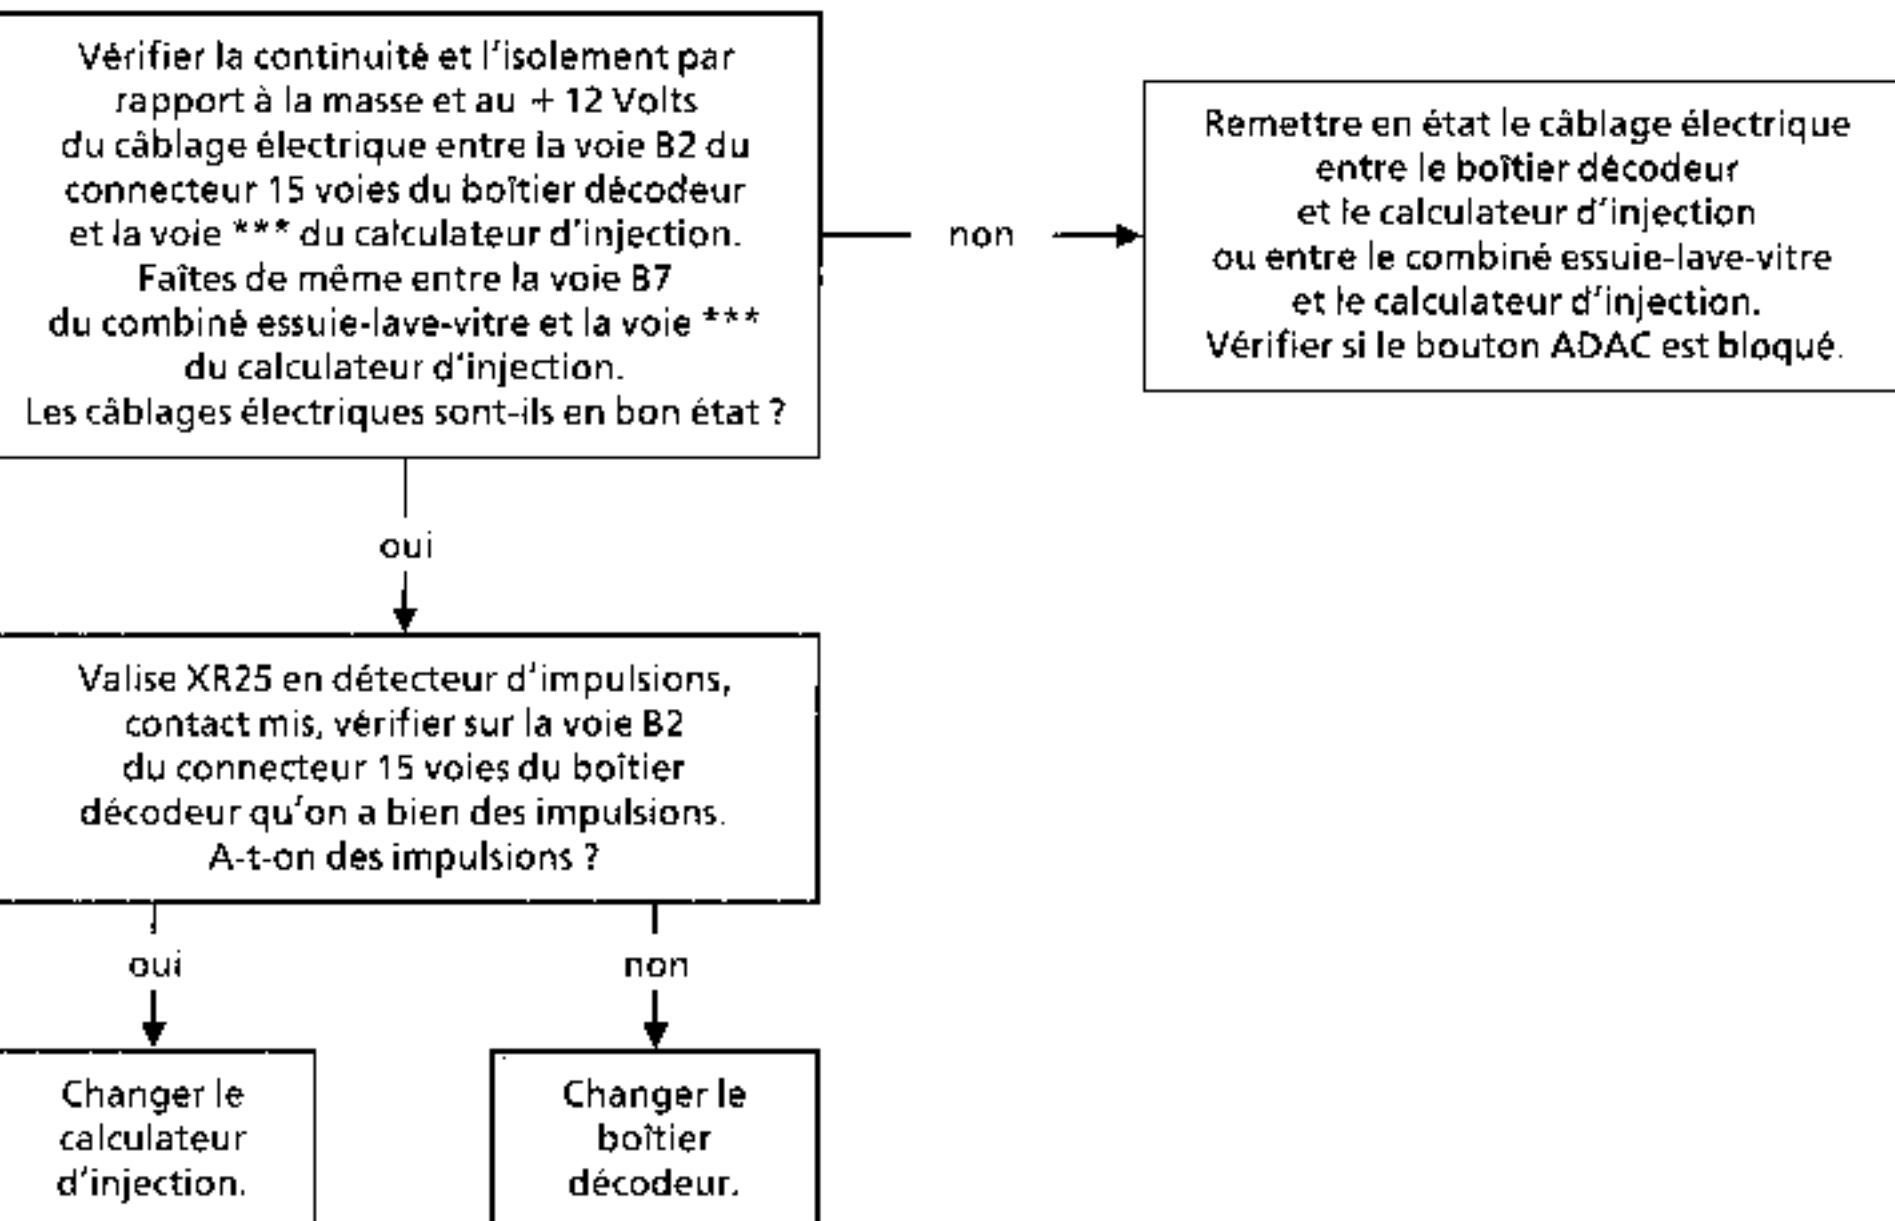 Vérifier la continuité et l'isolement par
rapport à la masse et au + 12 Volts
du câblage électrique entre la voie B2 du
connecteur 15 voies du boîtier décodeur
et la voie *** du calculateur d'injection.
Faîtes de même entre la voie B7
du combiné essuie-lave-vitre et la voie ***
du calculateur d'injection.
Les câblages électriques sont-ils en bon état ?
non
Remettre en état le câblage électrique
entre le boîtier décodeur
et le calculateur d'injection
ou entre le combiné essuie-lave-vitre
et le calculateur d'injection.
Vérifier si le bouton ADAC est bloqué.
oui
Valise XR25 en détecteur d'impulsions,
contact mis, vérifier sur la voie B2
du connecteur 15 voies du boîtier
décodeur qu'on a bien des impulsions.
A-t-on des impulsions ?
oui
non
Changer le
calculateur
d'injection.
Changer le
boîtier
décodeur.